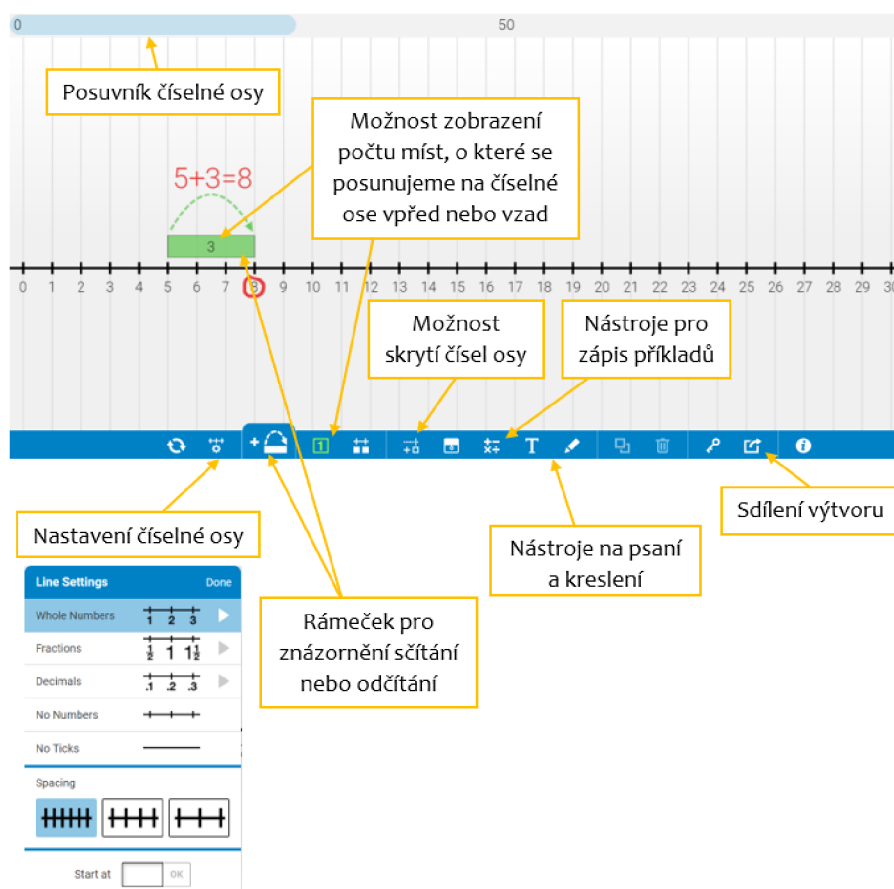 0 50
Posuvník číselné osy
Možnost zobrazení
počtu míst, o které se
posunujeme na číselné
ose vpřed nebo vzad
5+3=8
3
0 1 2 3 4 5 6 7 8 9 10 11 12 13 14 15 16 17 18 19 20 21 22 23 24 25 26 27 28 29 30
Možnost
skrytí čísel osy
Nástroje pro
zápis příkladů
1 T
Nastavení číselné osy
Nástroje na psaní
a kreslení
Sdílení výtvoru
Rámeček pro
znázornění sčítání
nebo odčítání
Line Settings Done
Whole Numbers 1 2 3
Fractions 1/2 1 1 1/2
Decimals .1 .2 .3
No Numbers
No Ticks
Spacing
Start at OK